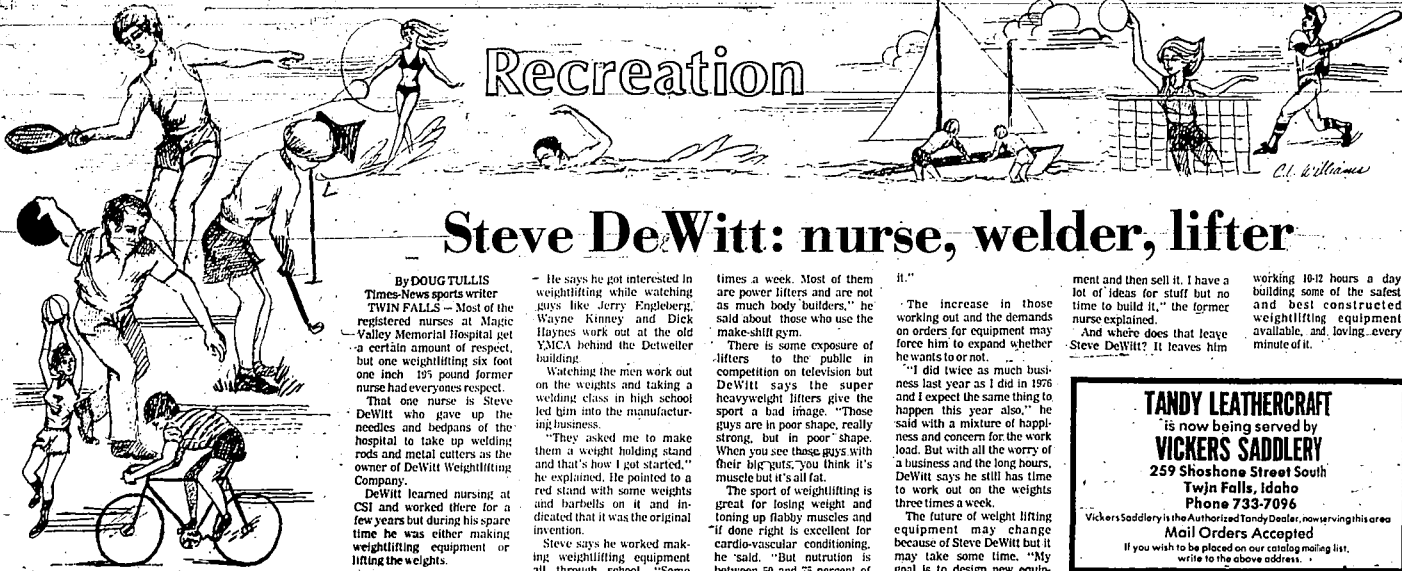 Recreation
C.L. Williams
Steve DeWitt: nurse, welder, lifter
By DOUG TULLIS
Times-News sports writer
TWIN FALLS — Most of the
registered nurses at Magic
Valley Memorial Hospital get
a certain amount of respect,
but one weightlifting six foot
one inch 195 pound former
nurse had everyones respect.
That one nurse is Steve
DeWitt who gave up the
needles and bedpans of the
hospital to take up welding
rods and metal cutters as the
owner of DeWitt Weightlifting
Company.
DeWitt learned nursing at
CSI and worked there for a
few years but during his spare
time he was either making
weightlifting equipment or
lifting the weights.
He says he got interested in
weightlifting while watching
guys like Jerry Engleberg,
Wayne Kinney and Dick
Haynes work out at the old
YMCA behind the Detweiler
building.
Watching the men work out
on the weights and taking a
welding class in high school
led him into the manufactur-
ing business.
"They asked me to make
them a weight holding stand
and that's how I got started,"
he explained. He pointed to a
red stand with some weights
and barbells on it and in-
dicated that it was the original
invention.
Steve says he worked mak-
ing weightlifting equipment
all through school. "Some
times a week. Most of them
are power lifters and are not
as much body builders," he
said about those who use the
make-shift gym.
There is some exposure of
lifters to the public in
competition on television but
DeWitt says the super
heavyweight lifters give the
sport a bad image. "Those
guys are in poor shape, really
strong, but in poor shape.
When you see those guys with
their big guts, you think it's
muscle but it's all fat.
The sport of weightlifting is
great for losing weight and
toning up flabby muscles and
if done right is excellent for
cardio-vascular conditioning,
he said. "But nutrution is
between 50 and 75 percent of
it."
The increase in those
working out and the demands
on orders for equipment may
force him to expand whether
he wants to or not.
"I did twice as much busi-
ness last year as I did in 1976
and I expect the same thing to
happen this year also," he
said with a mixture of happi-
ness and concern for the work
load. But with all the worry of
a business and the long hours,
DeWitt says he still has time
to work out on the weights
three times a week.
The future of weight lifting
equipment may change
because of Steve DeWitt but it
may take some time. "My
goal is to design new equip-
ment and then sell it. I have a
lot of ideas for stuff but no
time to build it," the former
nurse explained.
And where does that leave
Steve DeWitt? It leaves him
working 10-12 hours a day
building some of the safest
and best constructed
weightlifting equipment
available, and loving every
minute of it.
TANDY LEATHERCRAFT
is now being served by
VICKERS SADDLERY
259 Shoshone Street South
Twin Falls, Idaho
Phone 733-7096
Vickers Saddlery is the Authorized Tandy Dealer, now serving this area
Mail Orders Accepted
If you wish to be placed on our catalog mailing list,
write to the above address.